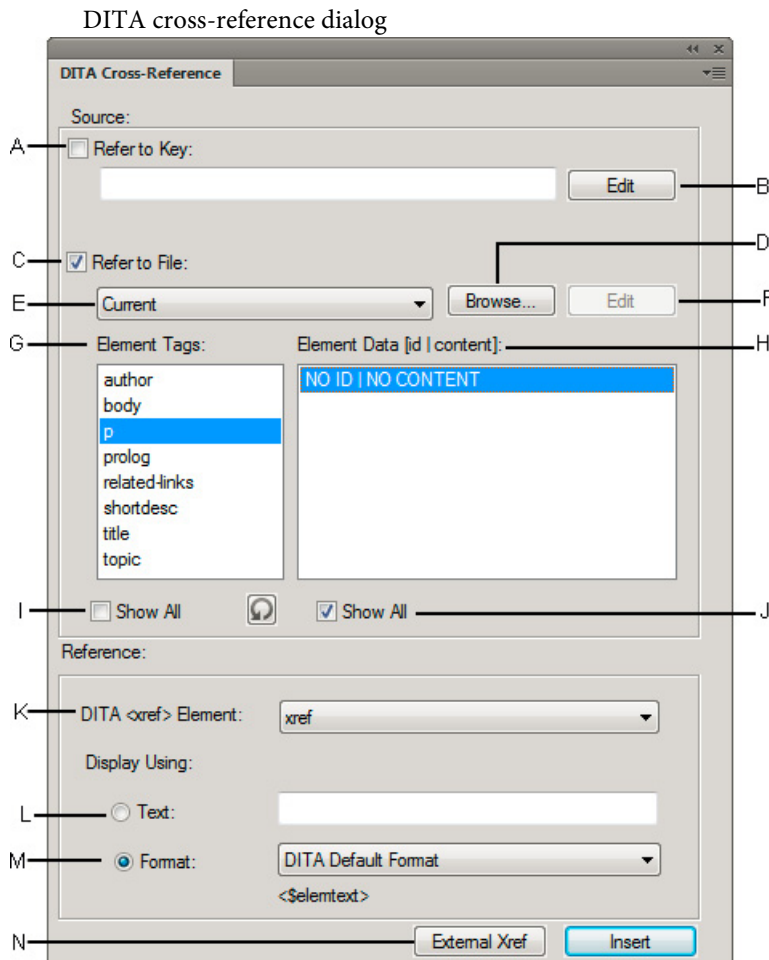 DITA cross-reference dialog
DITA Cross-Reference
Source:
A Refer to Key:
Edit B
D
C Refer to File:
E Current Browse... Edit F
G Element Tags: Element Data [id | content]: H
author NO ID | NO CONTENT
body
p
prolog
related-links
shortdesc
title
topic
I Show All Show All J
Reference:
K DITA <xref> Element: xref
Display Using:
L Text:
M Format: DITA Default Format
<$elemtext>
N External Xref Insert